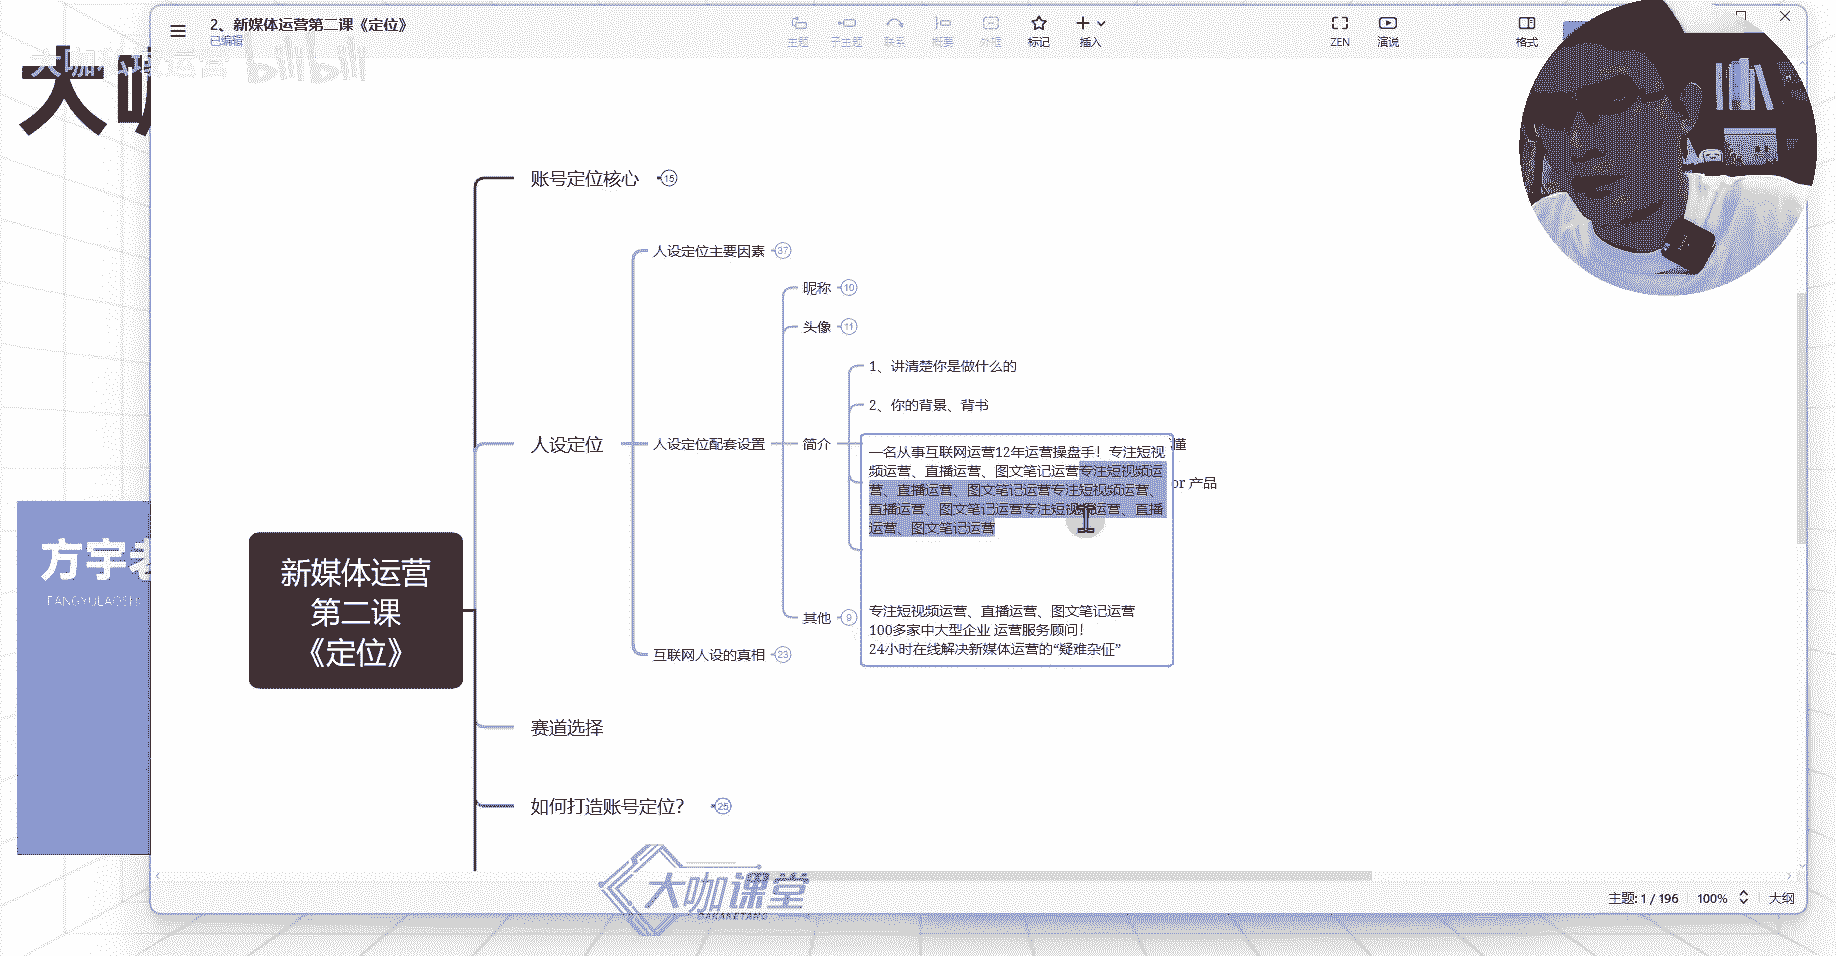 2、新媒体运营第二课《定位》
已编辑
主题
子主题
联系
概要
外框
标记
插入
ZEN
演说
格式
大咖
bilibili
大咖
方宇老
FANGYULAOSHI
账号定位核心
15
人设定位主要因素
37
昵称
10
头像
11
1、讲清楚你是做什么的
2、你的背景、背书
人设定位
人设定位配套设置
简介
懂
一名从事互联网运营12年运营操盘手！专注短视
频运营、直播运营、图文笔记运营专注短视频运
营、直播运营、图文笔记运营专注短视频运营、
直播运营、图文笔记运营专注短视频运营、直播
运营、图文笔记运营
or 产品
专注短视频运营、直播运营、图文笔记运营
100多家中大型企业 运营服务顾问！
24小时在线解决新媒体运营的“疑难杂征”
其他
9
互联网人设的真相
23
新媒体运营
第二课
《定位》
赛道选择
如何打造账号定位？
25
大咖课堂
DAKAKETANG
主题: 1 / 196
100%
大纲